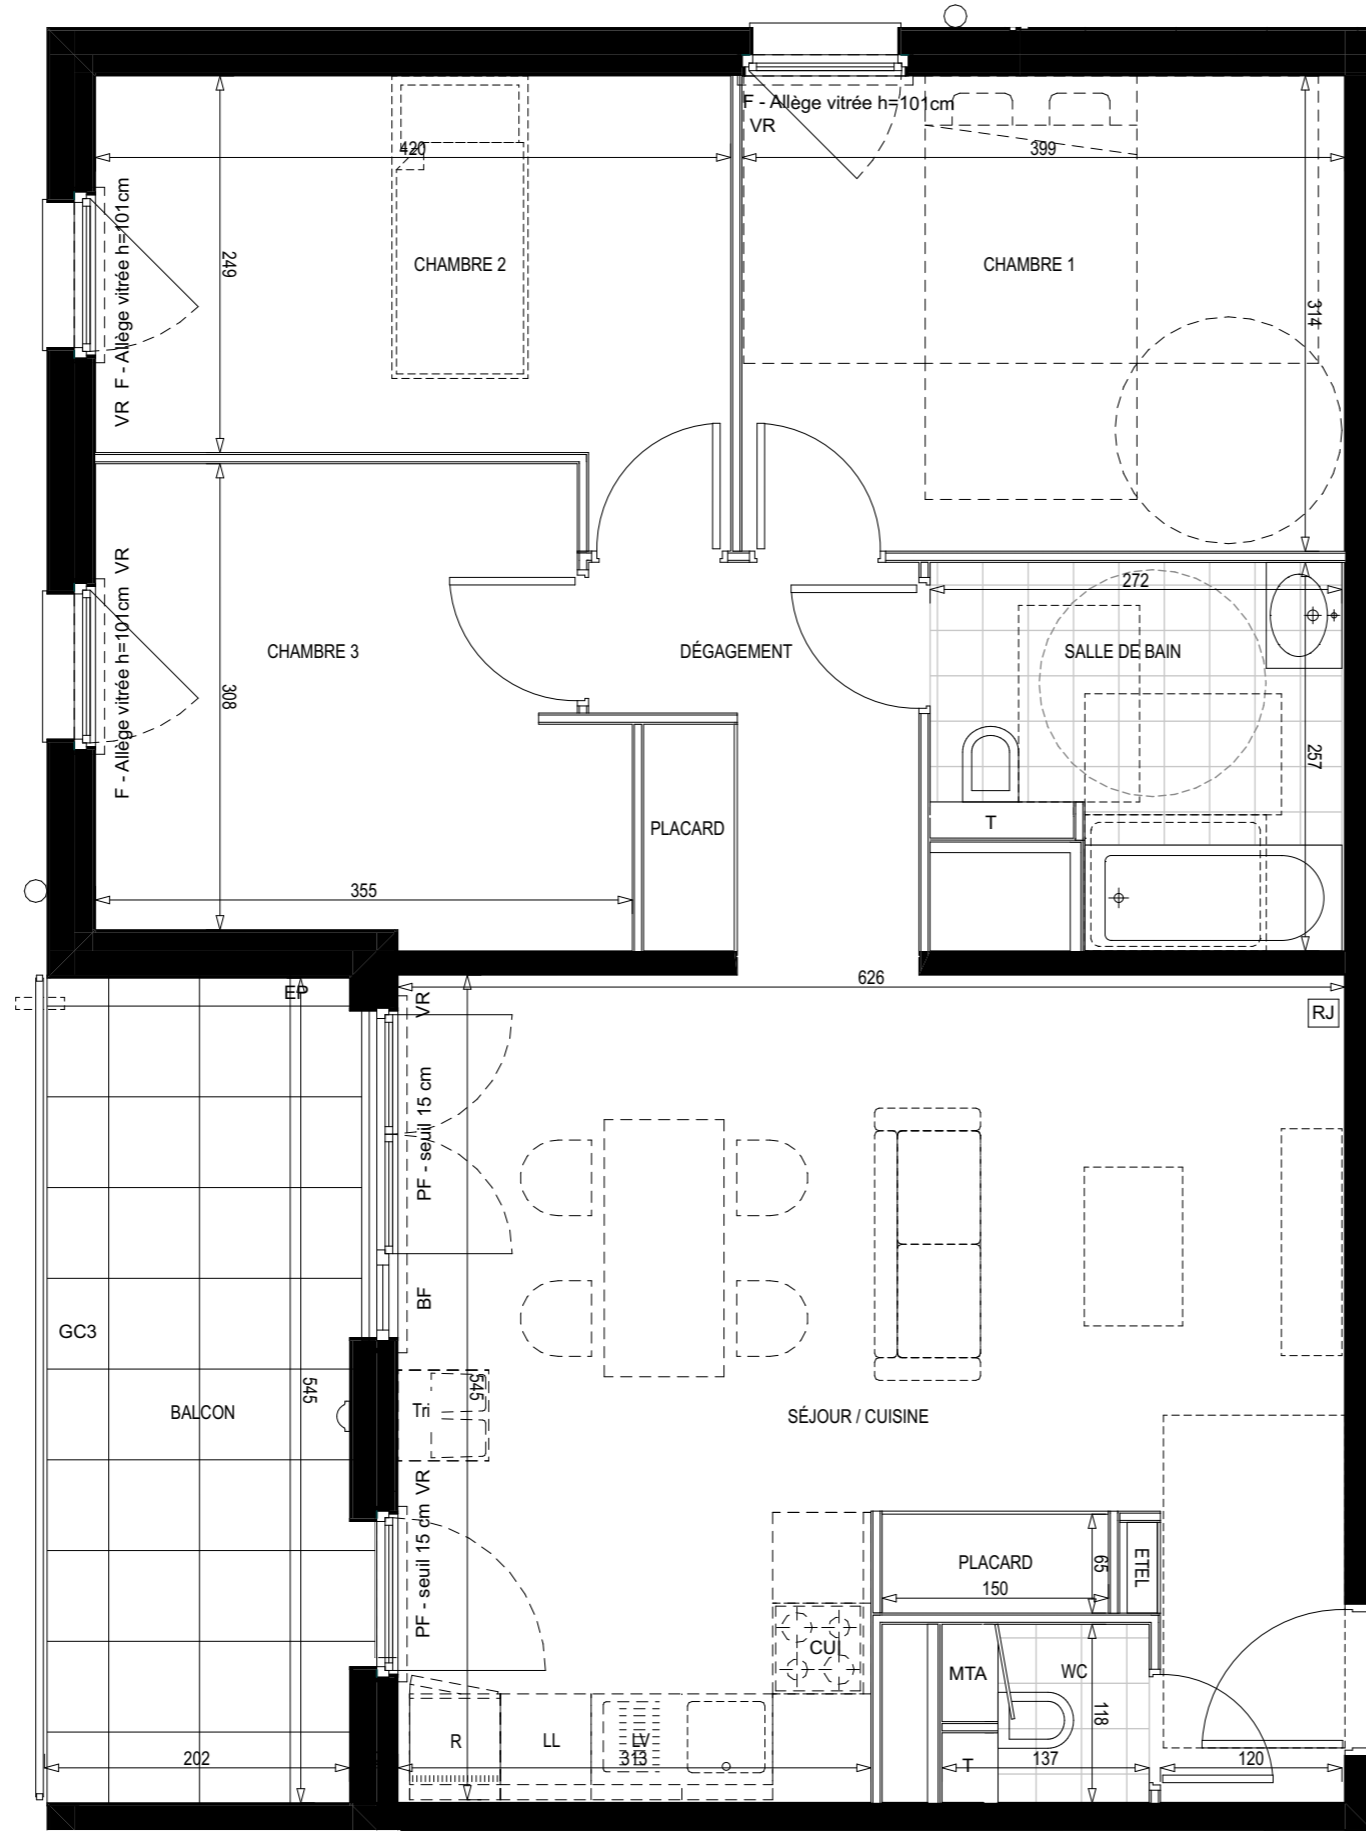 F - Allège vitrée h=101cm
VR
420
399
249
CHAMBRE 2
CHAMBRE 1
314
VR F - Allège vitrée h=101cm
272
CHAMBRE 3
DÉGAGEMENT
SALLE DE BAIN
308
F - Allège vitrée h=101cm VR
257
PLACARD
T
355
626
EP
VR
RJ
PF - seuil 15 cm
BF
GC3
545
BALCON
Tri
545
SÉJOUR / CUISINE
PF - seuil 15 cm VR
PLACARD
65
ETEL
150
CUI
MTA
WC
118
R
LL
LV
313
202
T
137
120